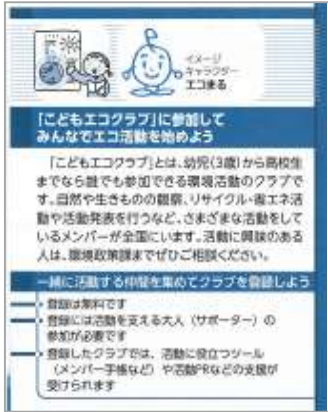 イメージ
キャラクター
エコまる
「こどもエコクラブ」に参加して
みんなでエコ活動を始めよう
「こどもエコクラブ」とは、幼児（3歳）から高校生
までなら誰でも参加できる環境活動のクラブで
す。自然や生きものの観察、リサイクル・省エネ活
動や活動発表を行うなど、さまざまな活動をして
いるメンバーが全国にいます。活動に興味のある
人は、環境政策課までぜひご相談ください。
一緒に活動する仲間を集めてクラブを登録しよう
登録は無料です
登録には活動を支える大人（サポーター）の
参加が必要です
登録したクラブでは、活動に役立つツール
（メンバー手帳など）や活動PRなどの支援が
受けられます